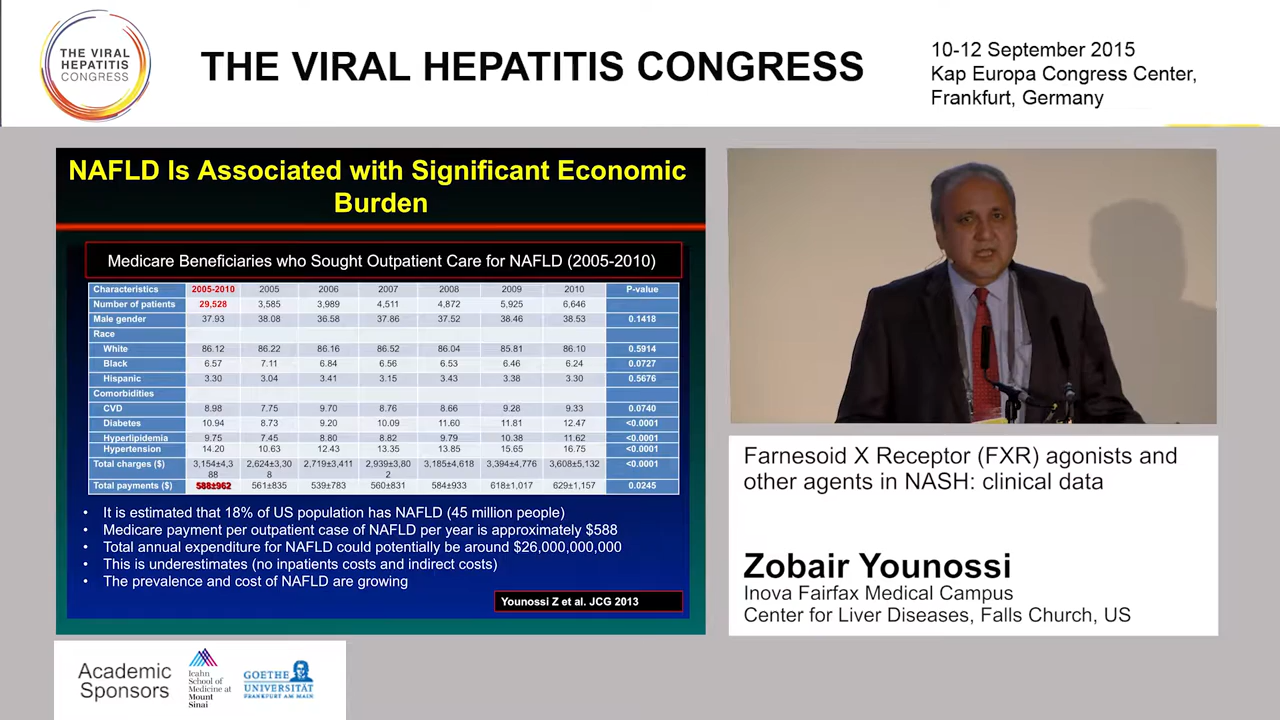 THE VIRAL
HEPATITIS
CONGRESS
THE VIRAL HEPATITIS CONGRESS
10-12 September 2015
Kap Europa Congress Center,
Frankfurt, Germany
NAFLD Is Associated with Significant Economic
Burden
Medicare Beneficiaries who Sought Outpatient Care for NAFLD (2005-2010)
Characteristics 2005-2010 2005 2006 2007 2008 2009 2010 P-value
Number of patients 29,528 3,585 3,989 4,511 4,872 5,925 6,646
Male gender 37.93 38.08 36.58 37.86 37.52 38.46 38.53 0.1418
Race
White 86.12 86.22 86.16 86.52 86.04 85.81 86.10 0.5914
Black 6.57 7.11 6.84 6.56 6.53 6.46 6.24 0.0727
Hispanic 3.30 3.04 3.41 3.15 3.43 3.38 3.30 0.5676
Comorbidities
CVD 8.98 7.75 9.70 8.76 8.66 9.28 9.33 0.0740
Diabetes 10.94 8.73 9.20 10.09 11.60 11.81 12.47 <0.0001
Hyperlipidemia 9.75 7.45 8.80 8.82 9.79 10.38 11.62 <0.0001
Hypertension 14.20 10.63 12.43 13.35 13.85 15.65 16.75 <0.0001
Total charges ($) 3,154±4,3 2,624±3,30 2,719±3,411 2,939±3,80 3,185±4,618 3,394±4,776 3,608±5,132 <0.0001
88 8 2
Total payments ($) 588±962 561±835 539±783 560±831 584±933 618±1,017 629±1,157 0.0245
• It is estimated that 18% of US population has NAFLD (45 million people)
• Medicare payment per outpatient case of NAFLD per year is approximately $588
• Total annual expenditure for NAFLD could potentially be around $26,000,000,000
• This is underestimates (no inpatients costs and indirect costs)
• The prevalence and cost of NAFLD are growing
Younossi Z et al. JCG 2013
Farnesoid X Receptor (FXR) agonists and
other agents in NASH: clinical data
Zobair Younossi
Inova Fairfax Medical Campus
Center for Liver Diseases, Falls Church, US
Academic
Sponsors
Icahn
School of
Medicine at
Mount
Sinai
GOETHE
UNIVERSITÄT
FRANKFURT AM MAIN